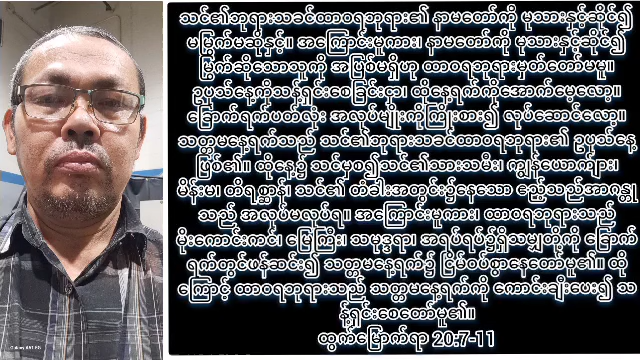 သင်၏ဘုရားသခင်ထာဝရဘုရား၏ နာမတော်ကို မုသားနှင့်ဆိုင်၍
မမြွက်မဆိုနှင့်။ အကြောင်းမူကား၊ နာမတော်ကို မုသားနှင့်ဆိုင်၍
မြွက်ဆိုသောသူကို အပြစ်မရှိဟု ထာဝရဘုရားမှတ်တော်မမူ။
ဥပုသ်နေ့ကိုသန့်ရှင်းစေခြင်းငှာ၊ ထိုနေ့ရက်ကိုအောက်မေ့လော့။
ခြောက်ရက်ပတ်လုံး အလုပ်မျိုးကိုကြိုးစား၍ လုပ်ဆောင်လော့။
သတ္တမနေ့ရက်သည် သင်၏ဘုရားသခင်ထာဝရဘုရား၏ ဥပုသ်နေ့
ဖြစ်၏။ ထိုနေ့၌ သင်မှစ၍သင်၏သားသမီး၊ ကျွန်ယောက်ျား၊
မိန်းမ၊ တိရစ္ဆာန်၊ သင်၏ တံခါးအတွင်း၌နေသော ဧည့်သည်အာဂန္တု
သည် အလုပ်မလုပ်ရ။ အကြောင်းမူကား၊ ထာဝရဘုရားသည်
မိုးကောင်းကင်၊ မြေကြီး၊ သမုဒ္ဒရာ၊ အရပ်ရပ်၌ရှိသမျှတို့ကို ခြောက်
ရက်တွင်ဖန်ဆင်း၍ သတ္တမနေ့ရက်၌ ငြိမ်ဝပ်စွာနေတော်မူ၏။ ထို
ကြောင့် ထာဝရဘုရားသည် သတ္တမနေ့ရက်ကို ကောင်းချီးပေး၍ သ
န့်ရှင်းစေတော်မူ၏။
ထွက်မြောက်ရာ 20:7-11